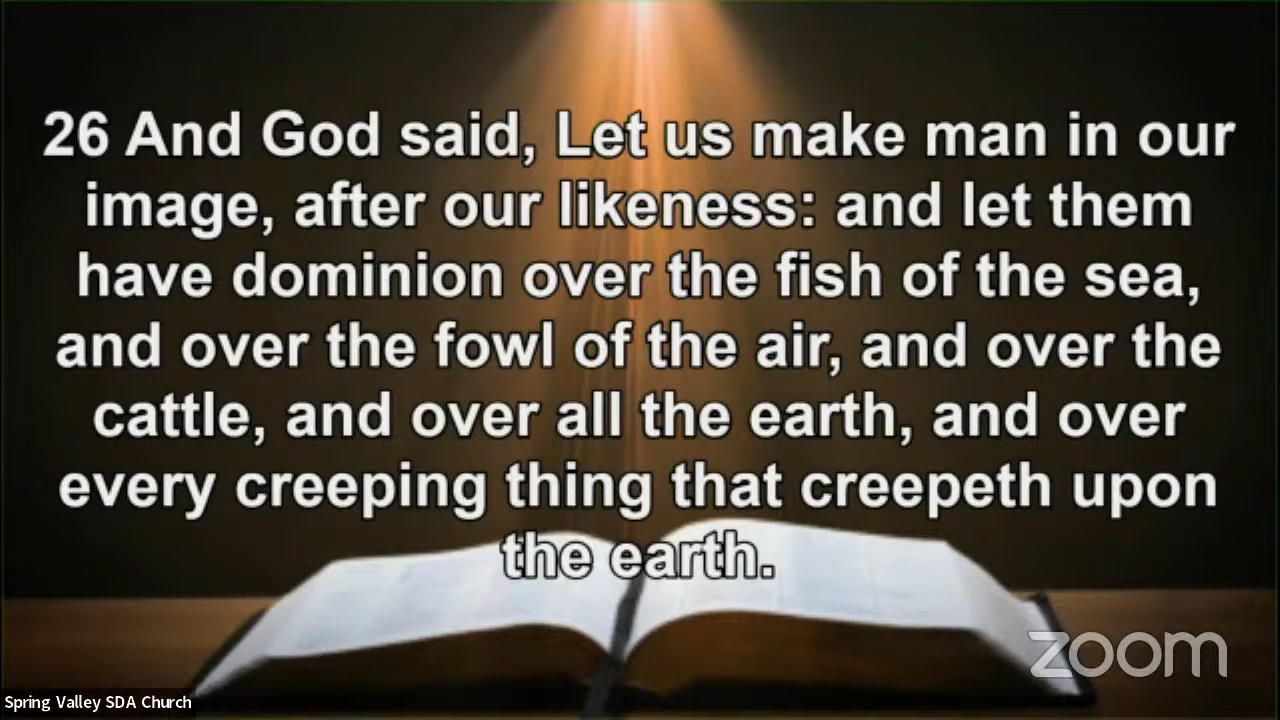 26 And God said, Let us make man in our
image, after our likeness: and let them
have dominion over the fish of the sea,
and over the fowl of the air, and over the
cattle, and over all the earth, and over
every creeping thing that creepeth upon
the earth.
zoom
Spring Valley SDA Church